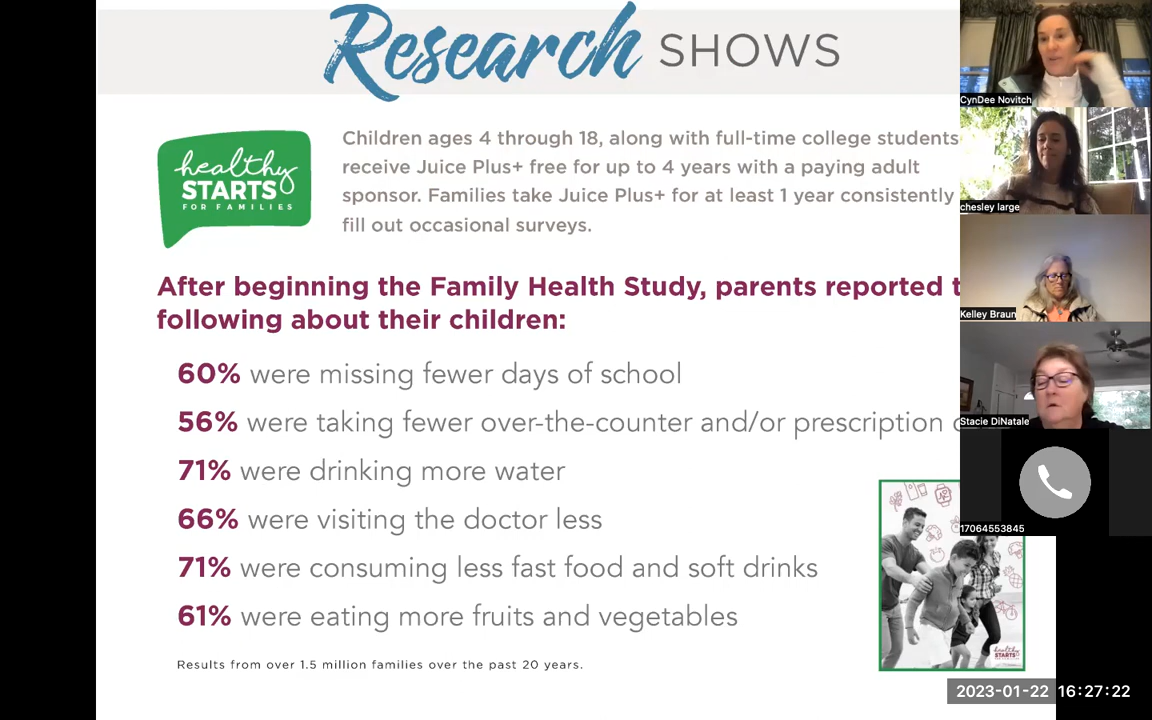 Research SHOWS
healthy
STARTS
FOR FAMILIES
Children ages 4 through 18, along with full-time college students
receive Juice Plus+ free for up to 4 years with a paying adult
sponsor. Families take Juice Plus+ for at least 1 year consistently
fill out occasional surveys.
After beginning the Family Health Study, parents reported t
following about their children:
60% were missing fewer days of school
56% were taking fewer over-the-counter and/or prescription
71% were drinking more water
66% were visiting the doctor less
71% were consuming less fast food and soft drinks
61% were eating more fruits and vegetables
Results from over 1.5 million families over the past 20 years.
healthy
STARTS
CynDee Novitch
chesley large
Kelley Braun
Stacie DiNatale
17064553845
2023-01-22 16:27:22